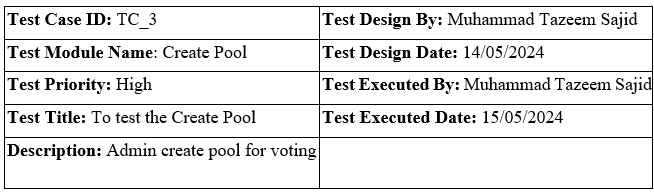 Test Case ID: TC_3 Test Design By: Muhammad Tazeem Sajid
Test Module Name: Create Pool Test Design Date: 14/05/2024
Test Priority: High Test Executed By: Muhammad Tazeem Sajid
Test Title: To test the Create Pool Test Executed Date: 15/05/2024
Description: Admin create pool for voting